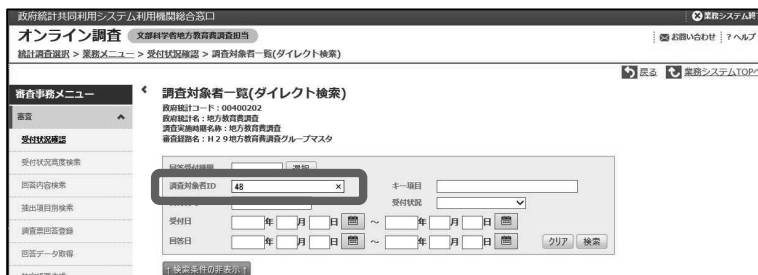 政府統計共同利用システム利用機関総合窓口
業務システム終
オンライン調査 文部科学省地方教育費調査担当
お問い合わせ ? ヘルプ
統計調査選択 > 業務メニュー > 受付状況確認 > 調査対象者一覧(ダイレクト検索)
戻る 業務システムTOPへ
審査事務メニュー
調査対象者一覧(ダイレクト検索)
政府統計コード:00400202
政府統計名:地方教育費調査
調査実施時期名称:地方教育費調査
審査経路名:H29地方教育費調査グループマスタ
審査
受付状況確認
受付状況高度検索
回答内容検索
抽出項目別検索
調査票回答登録
回答データ取得
回答受付機関 選択
調査対象者ID 48 × キー項目
受付状況
受付日 年 月 日 ~ 年 月 日
回答日 年 月 日 ~ 年 月 日 クリア 検索
↑検索条件の非表示↑